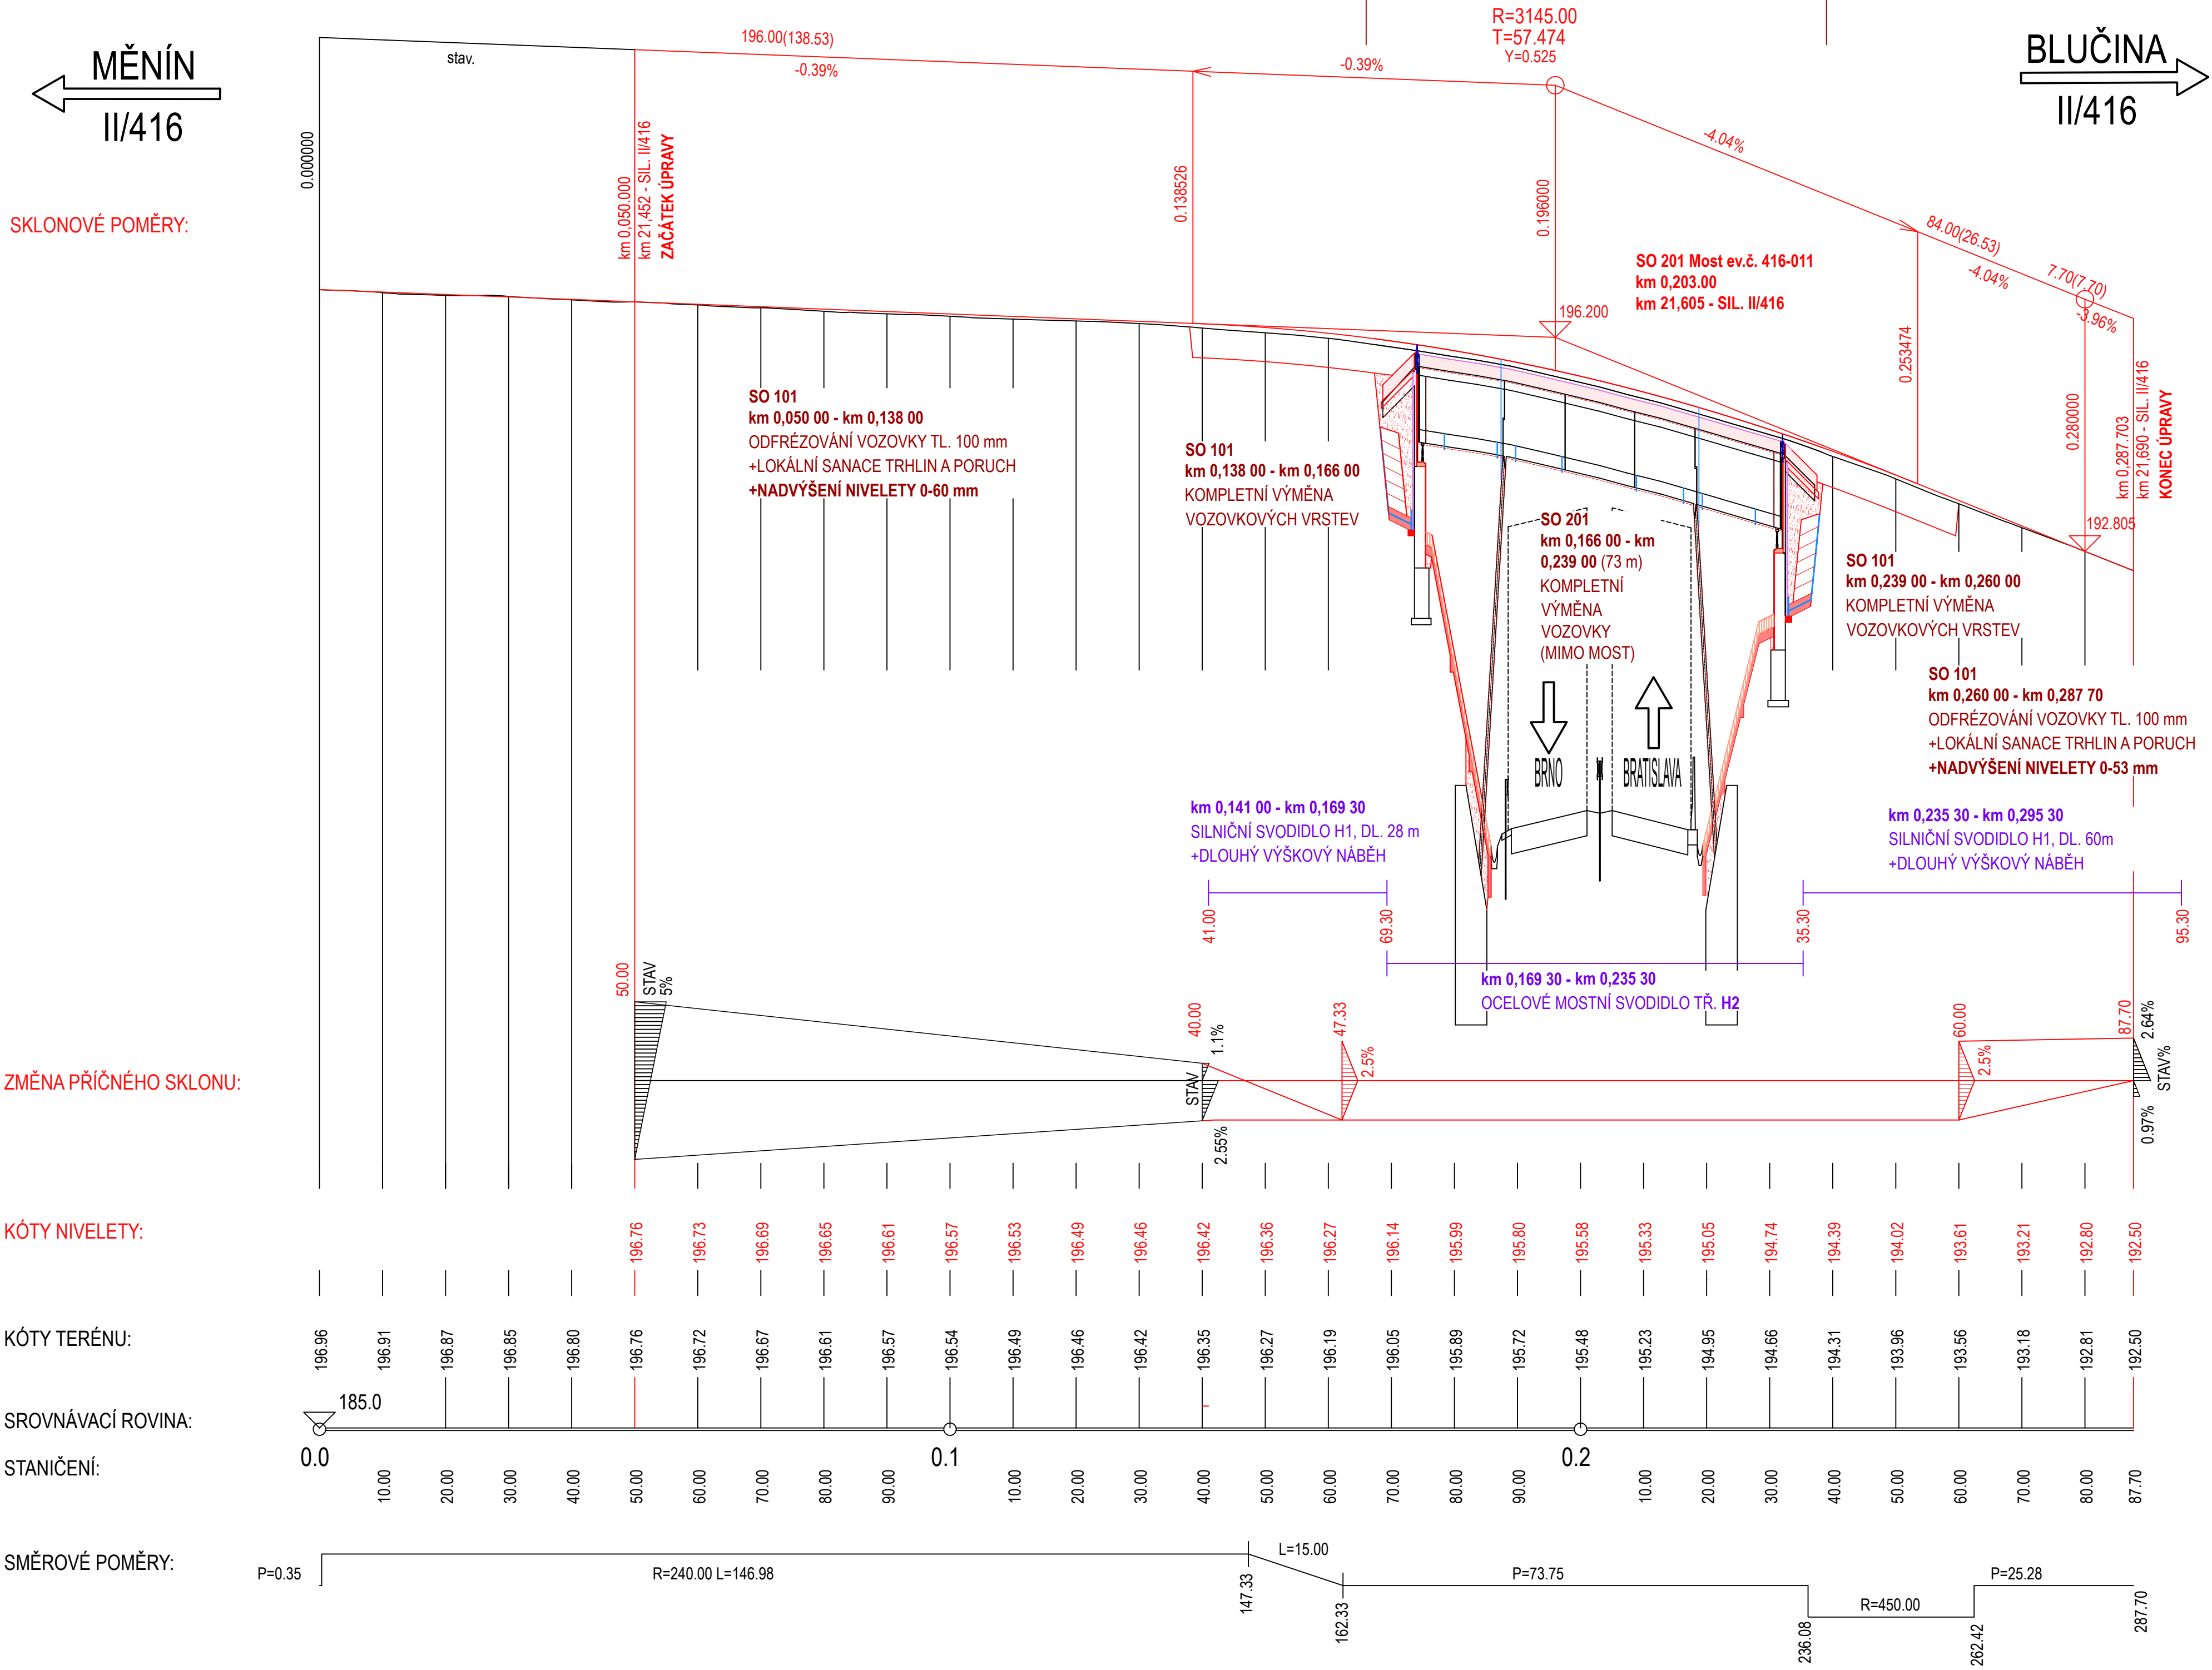 R=3145.00
T=57.474
Y=0.525
MĚNÍN
II/416
BLUČINA
II/416
stav.
196.00(138.53)
-0.39%
-0.39%
-4.04%
84.00(26.53)
-4.04%
7.70(7.70)
-3.96%
0.000000
km 0,050.000
km 21,452 - SIL. II/416
ZAČÁTEK ÚPRAVY
0.138526
0.196000
196.200
0.253474
0.280000
192.805
km 0,287.703
km 21,690 - SIL. II/416
KONEC ÚPRAVY
SKLONOVÉ POMĚRY:
SO 201 Most ev.č. 416-011
km 0,203.00
km 21,605 - SIL. II/416
SO 101
km 0,050 00 - km 0,138 00
ODFRÉZOVÁNÍ VOZOVKY TL. 100 mm
+LOKÁLNÍ SANACE TRHLIN A PORUCH
+NADVÝŠENÍ NIVELETY 0-60 mm
SO 101
km 0,138 00 - km 0,166 00
KOMPLETNÍ VÝMĚNA
VOZOVKOVÝCH VRSTEV
SO 201
km 0,166 00 - km
0,239 00 (73 m)
KOMPLETNÍ
VÝMĚNA
VOZOVKY
(MIMO MOST)
SO 101
km 0,239 00 - km 0,260 00
KOMPLETNÍ VÝMĚNA
VOZOVKOVÝCH VRSTEV
SO 101
km 0,260 00 - km 0,287 70
ODFRÉZOVÁNÍ VOZOVKY TL. 100 mm
+LOKÁLNÍ SANACE TRHLIN A PORUCH
+NADVÝŠENÍ NIVELETY 0-53 mm
BRNO
BRATISLAVA
km 0,141 00 - km 0,169 30
SILNIČNÍ SVODIDLO H1, DL. 28 m
+DLOUHÝ VÝŠKOVÝ NÁBĚH
km 0,235 30 - km 0,295 30
SILNIČNÍ SVODIDLO H1, DL. 60m
+DLOUHÝ VÝŠKOVÝ NÁBĚH
41.00
69.30
35.30
95.30
km 0,169 30 - km 0,235 30
OCELOVÉ MOSTNÍ SVODIDLO TŘ. H2
ZMĚNA PŘÍČNÉHO SKLONU:
50.00
STAV
5%
40.00
1.1%
STAV
2.55%
47.33
2.5%
60.00
2.5%
87.70
2.64%
STAV%
0.97%
KÓTY NIVELETY:
196.76 196.73 196.69 196.65 196.61 196.57 196.53 196.49 196.46 196.42 196.36 196.27 196.14 195.99 195.80 195.58 195.33 195.05 194.74 194.39 194.02 193.61 193.21 192.80 192.50
KÓTY TERÉNU:
196.96 196.91 196.87 196.85 196.80 196.76 196.72 196.67 196.61 196.57 196.54 196.49 196.46 196.42 196.35 196.27 196.19 196.05 195.89 195.72 195.48 195.23 194.95 194.66 194.31 193.96 193.56 193.18 192.81 192.50
SROVNÁVACÍ ROVINA:
185.0
STANIČENÍ:
0.0 10.00 20.00 30.00 40.00 50.00 60.00 70.00 80.00 90.00 0.1 10.00 20.00 30.00 40.00 50.00 60.00 70.00 80.00 90.00 0.2 10.00 20.00 30.00 40.00 50.00 60.00 70.00 80.00 87.70
SMĚROVÉ POMĚRY:
P=0.35
R=240.00 L=146.98
147.33
L=15.00
162.33
P=73.75
236.08
R=450.00
262.42
P=25.28
287.70